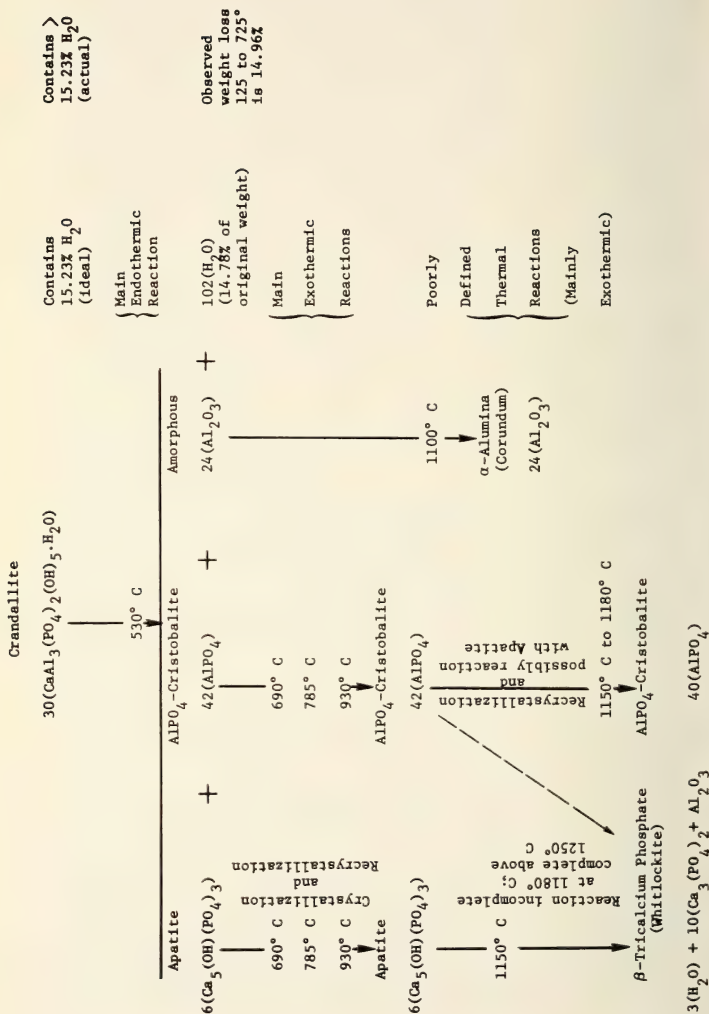 Crandallite
30(CaAl3(PO4)2(OH)5·H2O)
Contains
15.23% H2O
(ideal)
Contains >
15.23% H2O
(actual)
530° C
Main
Endothermic
Reaction
Apatite
6(Ca5(OH)(PO4)3)
+
AlPO4-Cristobalite
42(AlPO4)
+
Amorphous
24(Al2O3)
+
102(H2O)
(14.78% of
original weight)
Observed
weight loss
125 to 725°
is 14.96%
690° C
785° C
930° C
Crystallization
and
Recrystallization
690° C
785° C
930° C
Main
Exothermic
Reactions
Apatite
6(Ca5(OH)(PO4)3)
AlPO4-Cristobalite
42(AlPO4)
1150° C
Reaction incomplete
at 1180° C;
complete above
1250° C
Recrystallization
and
possibly reaction
with Apatite
1150° C to 1180° C
1100° C
α-Alumina
(Corundum)
24(Al2O3)
Poorly
Defined
Thermal
Reactions
(Mainly
Exothermic)
β-Tricalcium Phosphate
(Whitlockite)
AlPO4-Cristobalite
3(H2O) + 10(Ca3(PO4)2 + Al2O3
40(AlPO4)